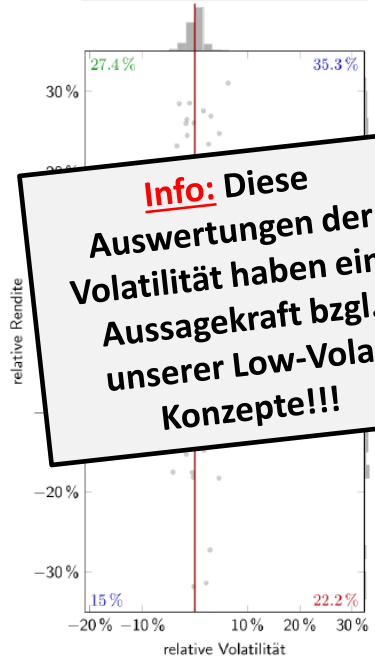 27.4 %
35.3 %
30 %
Info: Diese
Auswertungen der
Volatilität haben ein
Aussagekraft bzgl.
unserer Low-Vola
Konzepte!!!
relative Rendite
−20 %
−30 %
15 %
22.2 %
−20 % −10 % 10 % 20 % 30 %
relative Volatilität